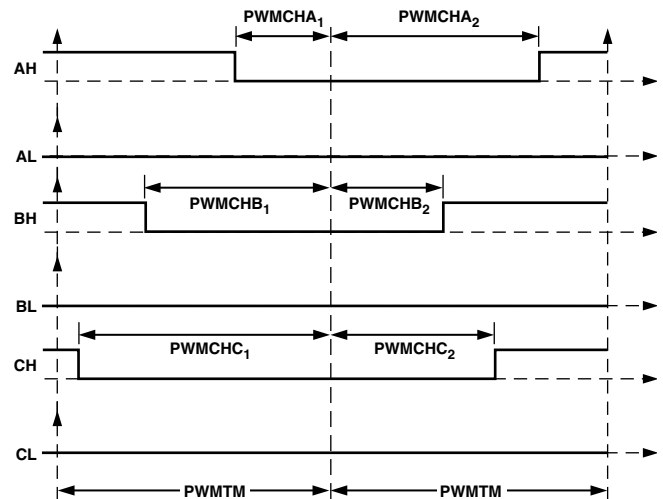 PWMCHA₁ PWMCHA₂
AH
AL
PWMCHB₁ PWMCHB₂
BH
BL
PWMCHC₁ PWMCHC₂
CH
CL
PWMTM PWMTM